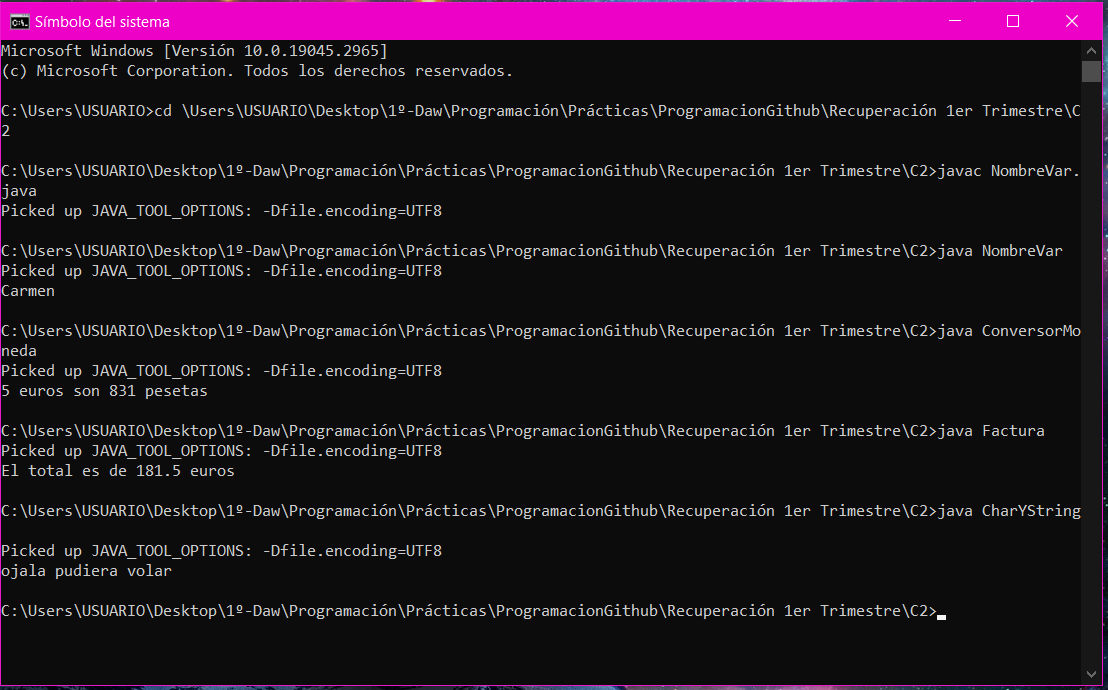 Símbolo del sistema
Microsoft Windows [Versión 10.0.19045.2965]
(c) Microsoft Corporation. Todos los derechos reservados.
C:\Users\USUARIO>cd \Users\USUARIO\Desktop\1º-Daw\Programación\Prácticas\ProgramacionGithub\Recuperación 1er Trimestre\C
2
C:\Users\USUARIO\Desktop\1º-Daw\Programación\Prácticas\ProgramacionGithub\Recuperación 1er Trimestre\C2>javac NombreVar.
java
Picked up JAVA_TOOL_OPTIONS: -Dfile.encoding=UTF8
C:\Users\USUARIO\Desktop\1º-Daw\Programación\Prácticas\ProgramacionGithub\Recuperación 1er Trimestre\C2>java NombreVar
Picked up JAVA_TOOL_OPTIONS: -Dfile.encoding=UTF8
Carmen
C:\Users\USUARIO\Desktop\1º-Daw\Programación\Prácticas\ProgramacionGithub\Recuperación 1er Trimestre\C2>java ConversorMo
neda
Picked up JAVA_TOOL_OPTIONS: -Dfile.encoding=UTF8
5 euros son 831 pesetas
C:\Users\USUARIO\Desktop\1º-Daw\Programación\Prácticas\ProgramacionGithub\Recuperación 1er Trimestre\C2>java Factura
Picked up JAVA_TOOL_OPTIONS: -Dfile.encoding=UTF8
El total es de 181.5 euros
C:\Users\USUARIO\Desktop\1º-Daw\Programación\Prácticas\ProgramacionGithub\Recuperación 1er Trimestre\C2>java CharYString
Picked up JAVA_TOOL_OPTIONS: -Dfile.encoding=UTF8
ojala pudiera volar
C:\Users\USUARIO\Desktop\1º-Daw\Programación\Prácticas\ProgramacionGithub\Recuperación 1er Trimestre\C2>